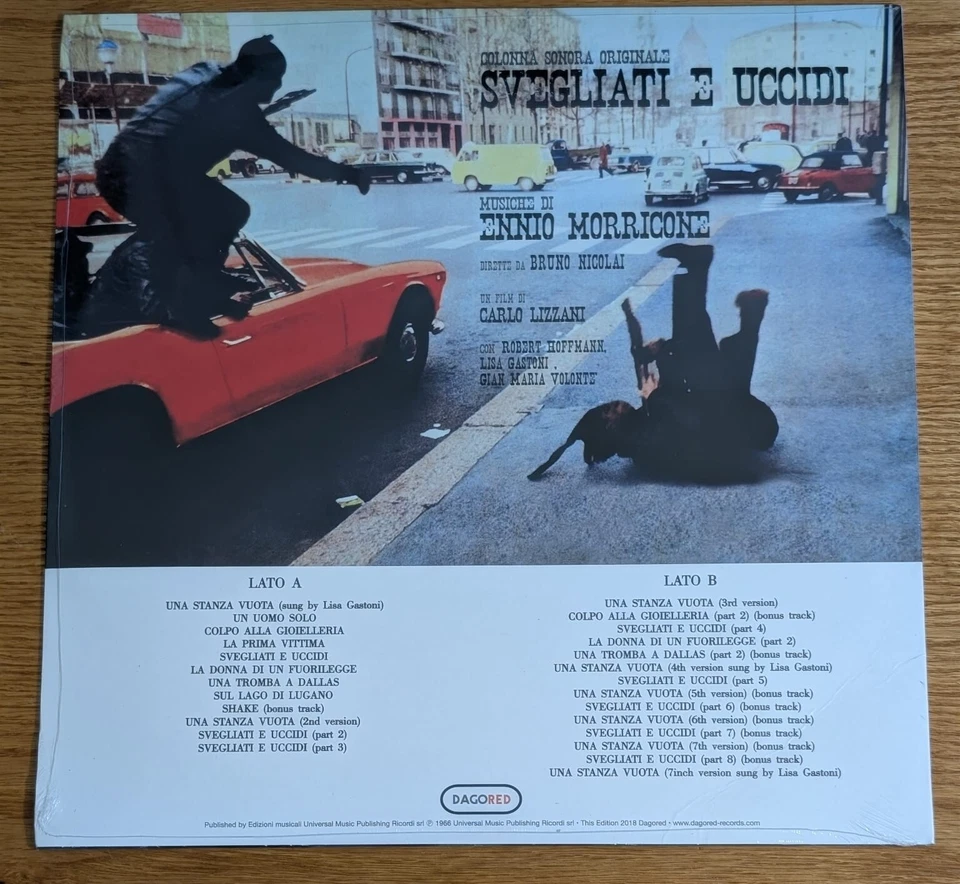 COLONNA SONORA ORIGINALE
SVEGLIATI E UCCIDI
MUSICHE DI
ENNIO MORRICONE
DIRETTE DA BRUNO NICOLAI
UN FILM DI
CARLO LIZZANI
CON ROBERT HOFFMANN,
LISA GASTONI,
GIAN MARIA VOLONTE'
LATO A
UNA STANZA VUOTA (sung by Lisa Gastoni)
UN UOMO SOLO
COLPO ALLA GIOIELLERIA
LA PRIMA VITTIMA
SVEGLIATI E UCCIDI
LA DONNA DI UN FUORILEGGE
UNA TROMBA A DALLAS
SUL LAGO DI LUGANO
SHAKE (bonus track)
UNA STANZA VUOTA (2nd version)
SVEGLIATI E UCCIDI (part 2)
SVEGLIATI E UCCIDI (part 3)
LATO B
UNA STANZA VUOTA (3rd version)
COLPO ALLA GIOIELLERIA (part 2) (bonus track)
SVEGLIATI E UCCIDI (part 4)
LA DONNA DI UN FUORILEGGE (part 2)
UNA TROMBA A DALLAS (part 2) (bonus track)
UNA STANZA VUOTA (4th version sung by Lisa Gastoni)
SVEGLIATI E UCCIDI (part 5)
UNA STANZA VUOTA (5th version) (bonus track)
SVEGLIATI E UCCIDI (part 6) (bonus track)
UNA STANZA VUOTA (6th version) (bonus track)
SVEGLIATI E UCCIDI (part 7) (bonus track)
UNA STANZA VUOTA (7th version) (bonus track)
SVEGLIATI E UCCIDI (part 8) (bonus track)
UNA STANZA VUOTA (7inch version sung by Lisa Gastoni)
DAGORED
Published by Edizioni musicali Universal Music Publishing Ricordi srl ℗ 1966 Universal Music Publishing Ricordi srl • This Edition 2018 Dagored • www.dagored-records.com